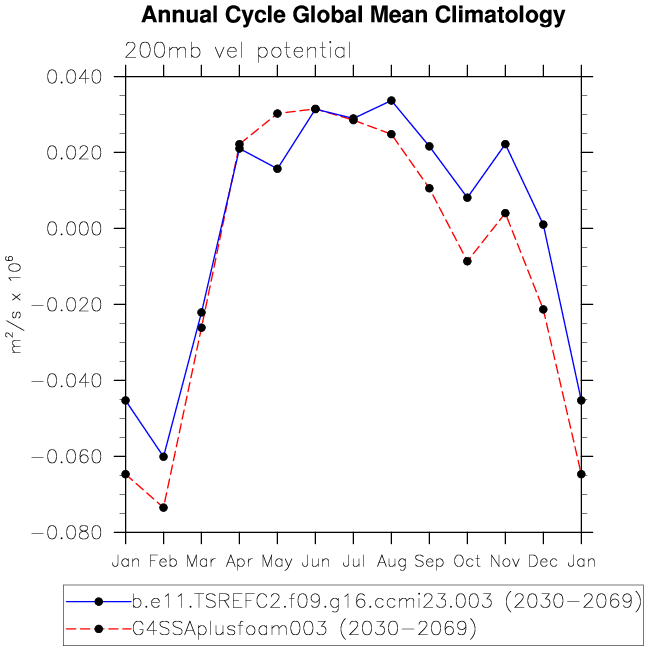 Annual Cycle Global Mean Climatology
200mb vel potential
0.040
0.020
0.000
−0.020
−0.040
−0.060
−0.080
m²/s x 10⁶
Jan Feb Mar Apr May Jun Jul Aug Sep Oct Nov Dec Jan
b.e11.TSREFC2.f09.g16.ccmi23.003 (2030−2069)
G4SSAplusfoam003 (2030−2069)